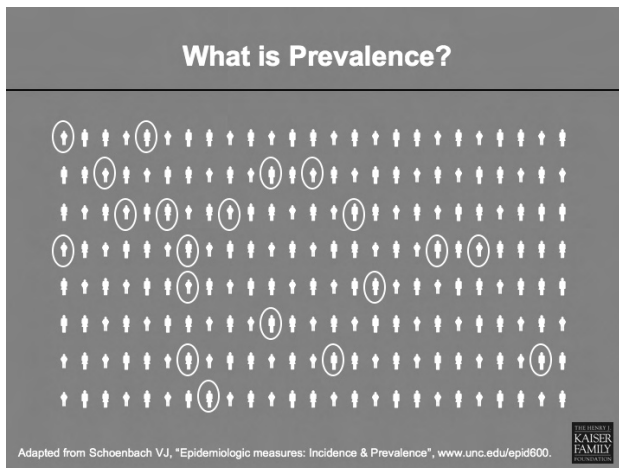 What is Prevalence?
Adapted from Schoenbach VJ, "Epidemiologic measures: Incidence & Prevalence", www.unc.edu/epid600.
THE HENRY J.
KAISER
FAMILY
FOUNDATION